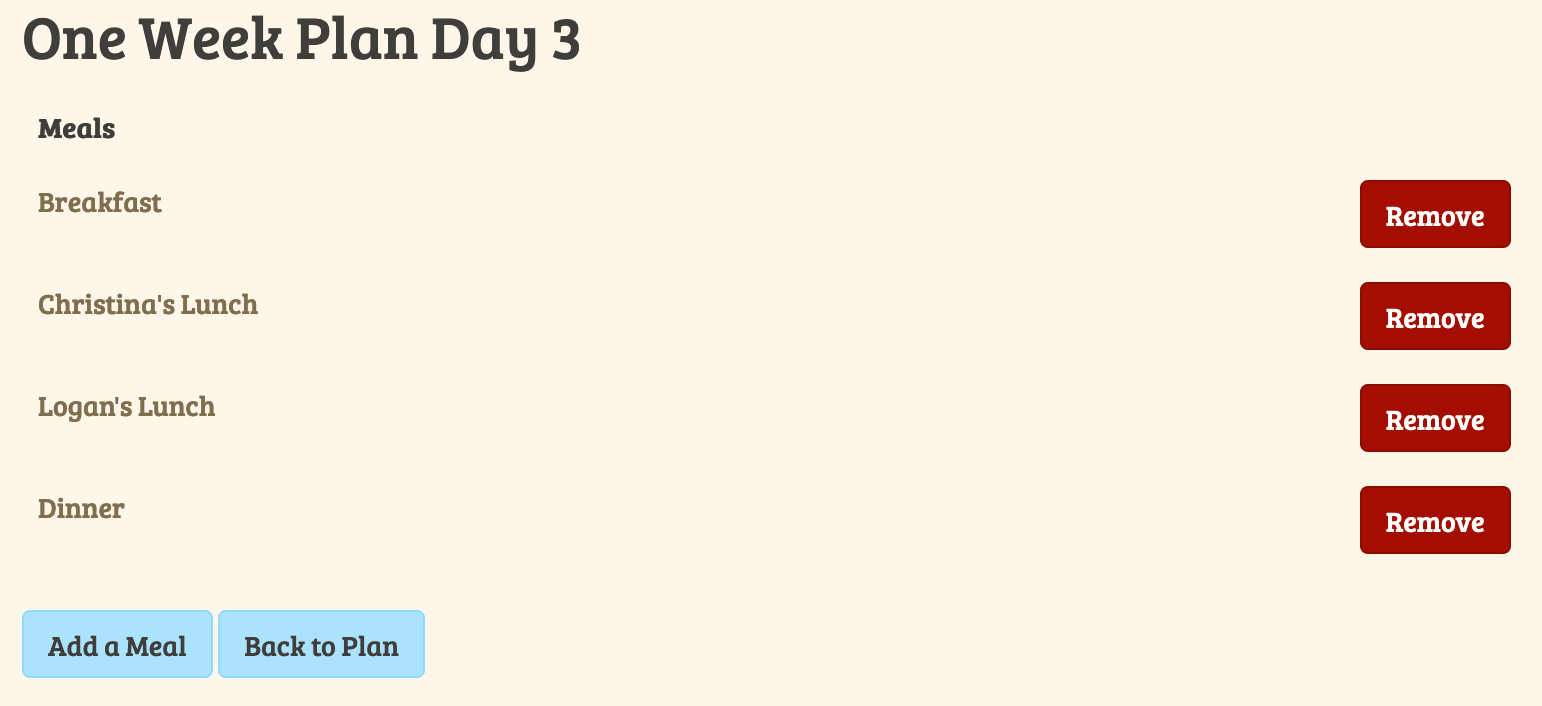 One Week Plan Day 3
Meals
Breakfast
Remove
Christina's Lunch
Remove
Logan's Lunch
Remove
Dinner
Remove
Add a Meal
Back to Plan